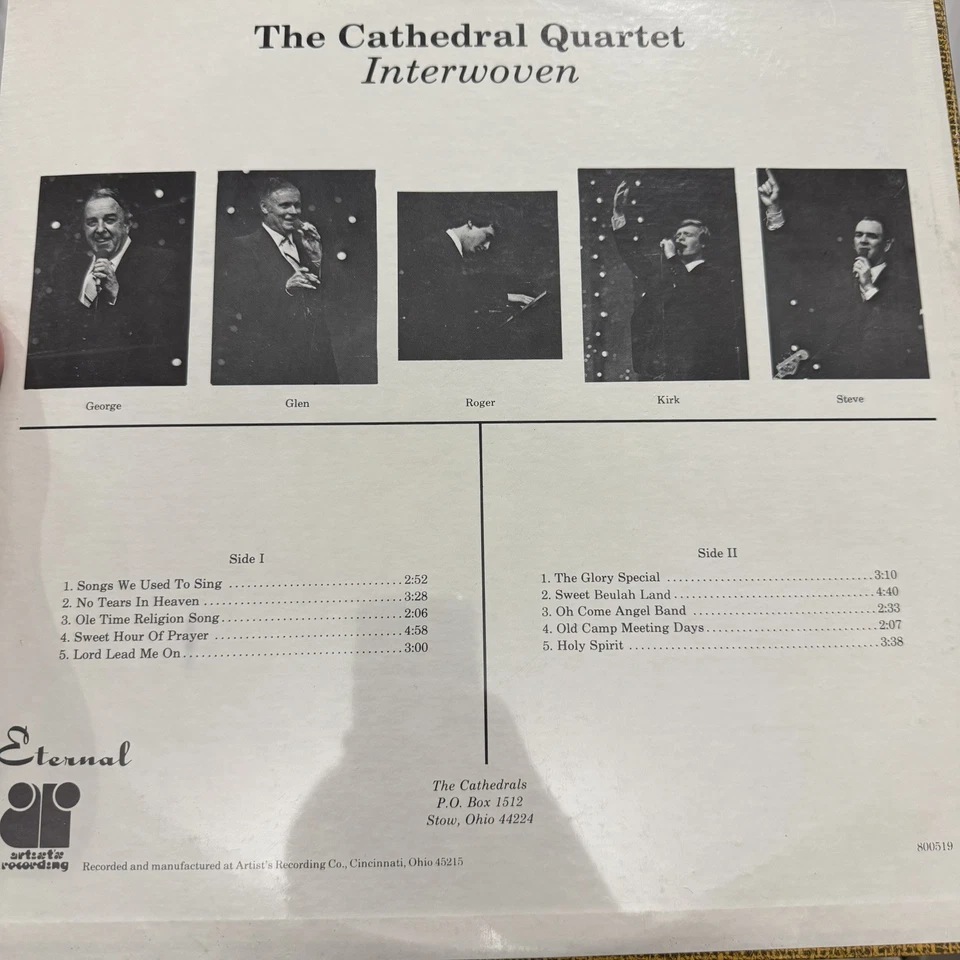 The Cathedral Quartet
Interwoven
George
Glen
Roger
Kirk
Steve
Side I
1. Songs We Used To Sing ............................2:52
2. No Tears In Heaven ................................3:28
3. Ole Time Religion Song.............................2:06
4. Sweet Hour Of Prayer ..............................4:58
5. Lord Lead Me On...................................3:00
Side II
1. The Glory Special .................................3:10
2. Sweet Beulah Land................................4:40
3. Oh Come Angel Band .............................2:33
4. Old Camp Meeting Days...........................2:07
5. Holy Spirit ........................................3:38
Eternal
ar
artist's
recording
The Cathedrals
P.O. Box 1512
Stow, Ohio 44224
Recorded and manufactured at Artist's Recording Co., Cincinnati, Ohio 45215
800519